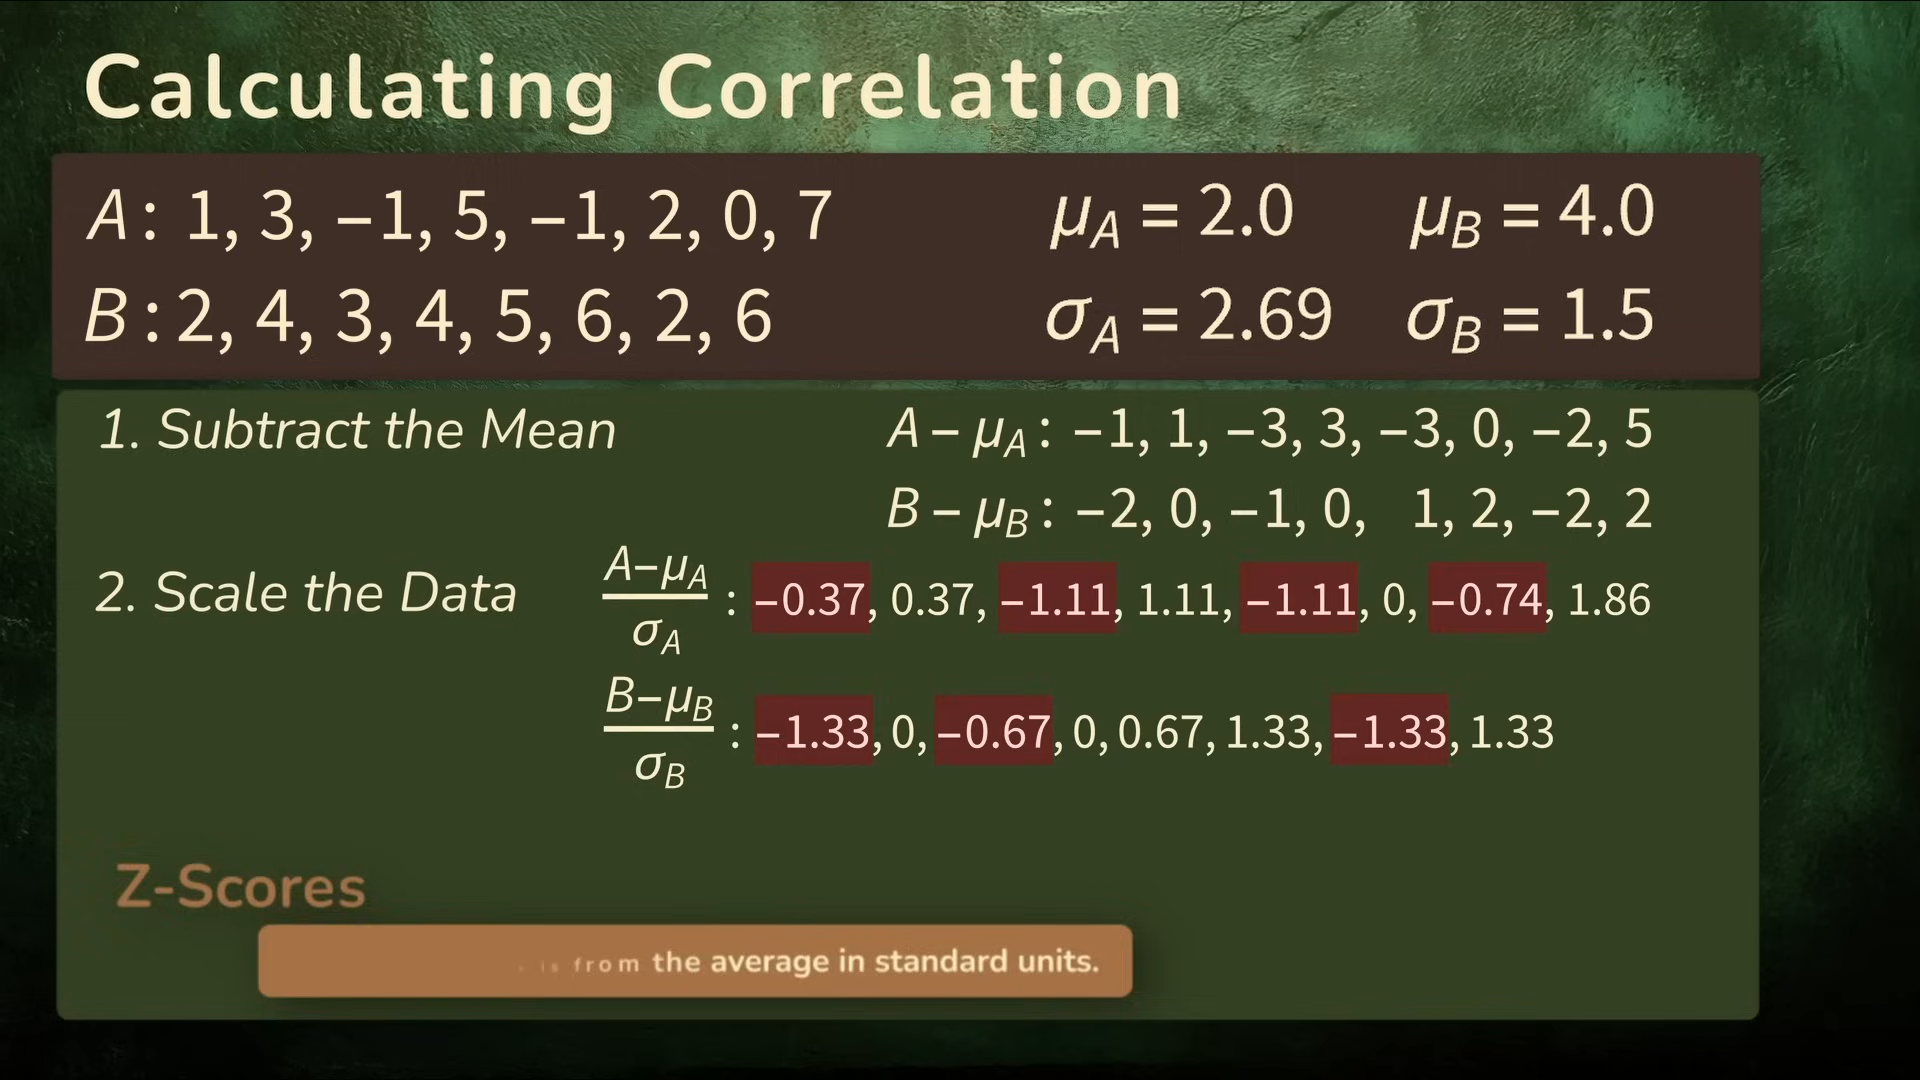 Calculating Correlation
A: 1, 3, −1, 5, −1, 2, 0, 7
μA = 2.0 μB = 4.0
B: 2, 4, 3, 4, 5, 6, 2, 6
σA = 2.69 σB = 1.5
1. Subtract the Mean
A − μA: −1, 1, −3, 3, −3, 0, −2, 5
B − μB: −2, 0, −1, 0, 1, 2, −2, 2
2. Scale the Data
A−μA
σA
: −0.37, 0.37, −1.11, 1.11, −1.11, 0, −0.74, 1.86
B−μB
σB
: −1.33, 0, −0.67, 0, 0.67, 1.33, −1.33, 1.33
Z-Scores
is from the average in standard units.